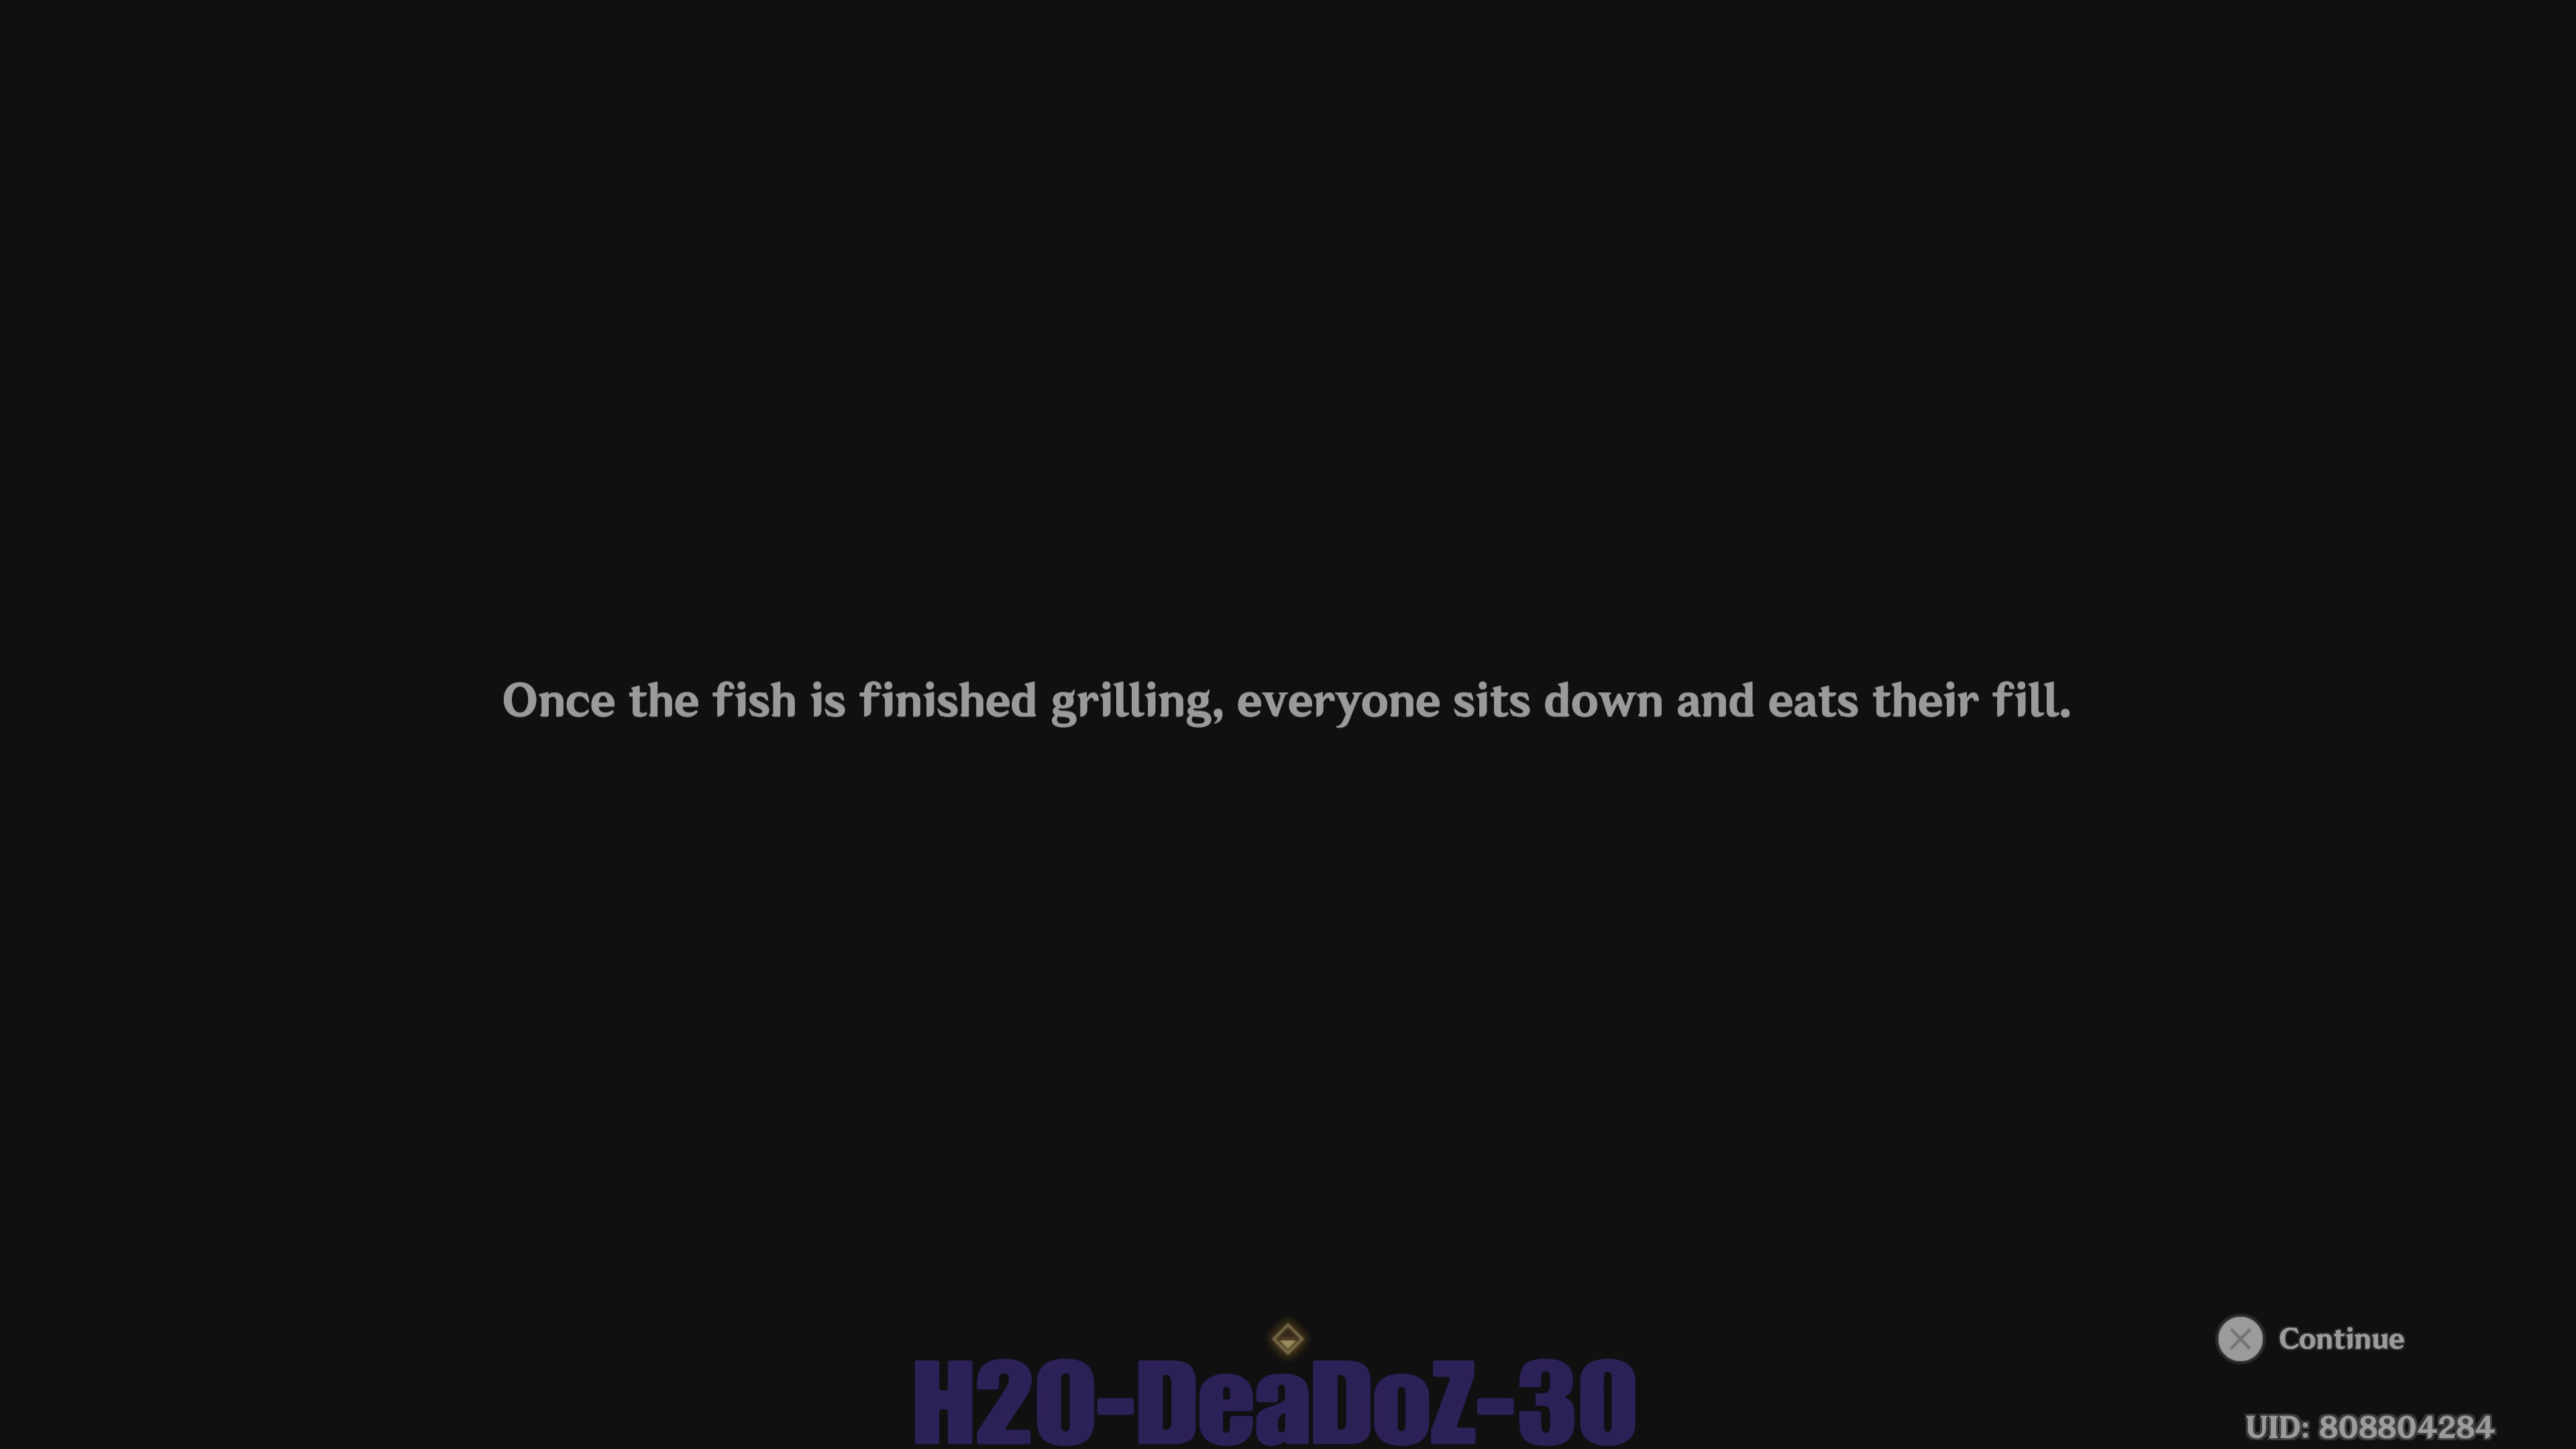 Once the fish is finished grilling, everyone sits down and eats their fill.
Continue
H2O-DeaDoZ-30
UID: 808804284